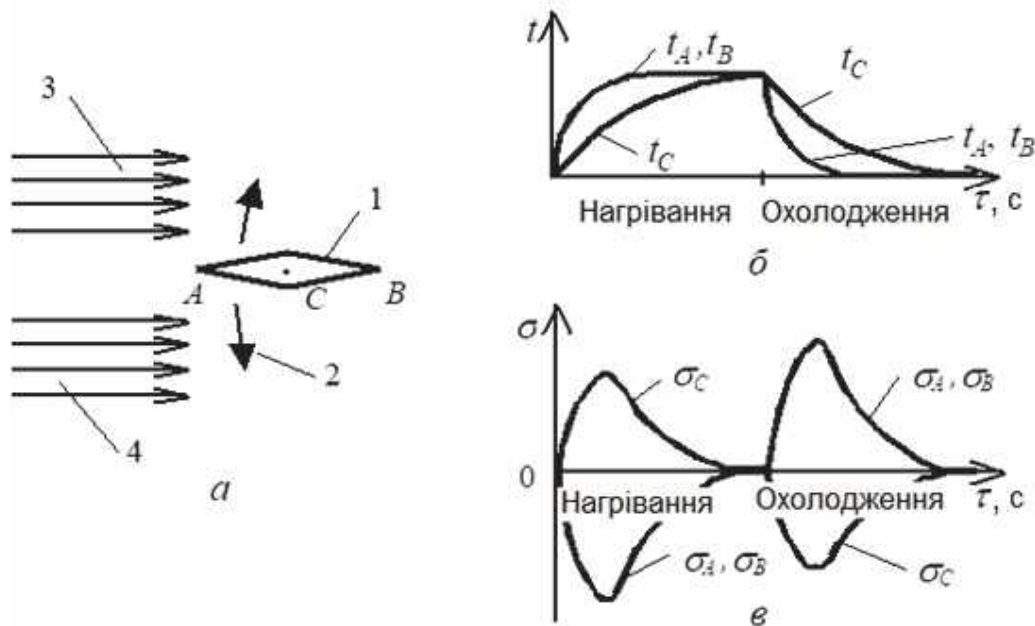 3
1
A
C
B
2
4
а
t
t_A, t_B
t_C
t_C
t_A, t_B
τ, с
Нагрівання
Охолодження
б
σ
σ_C
σ_A, σ_B
0
τ, с
Нагрівання
Охолодження
σ_A, σ_B
σ_C
в